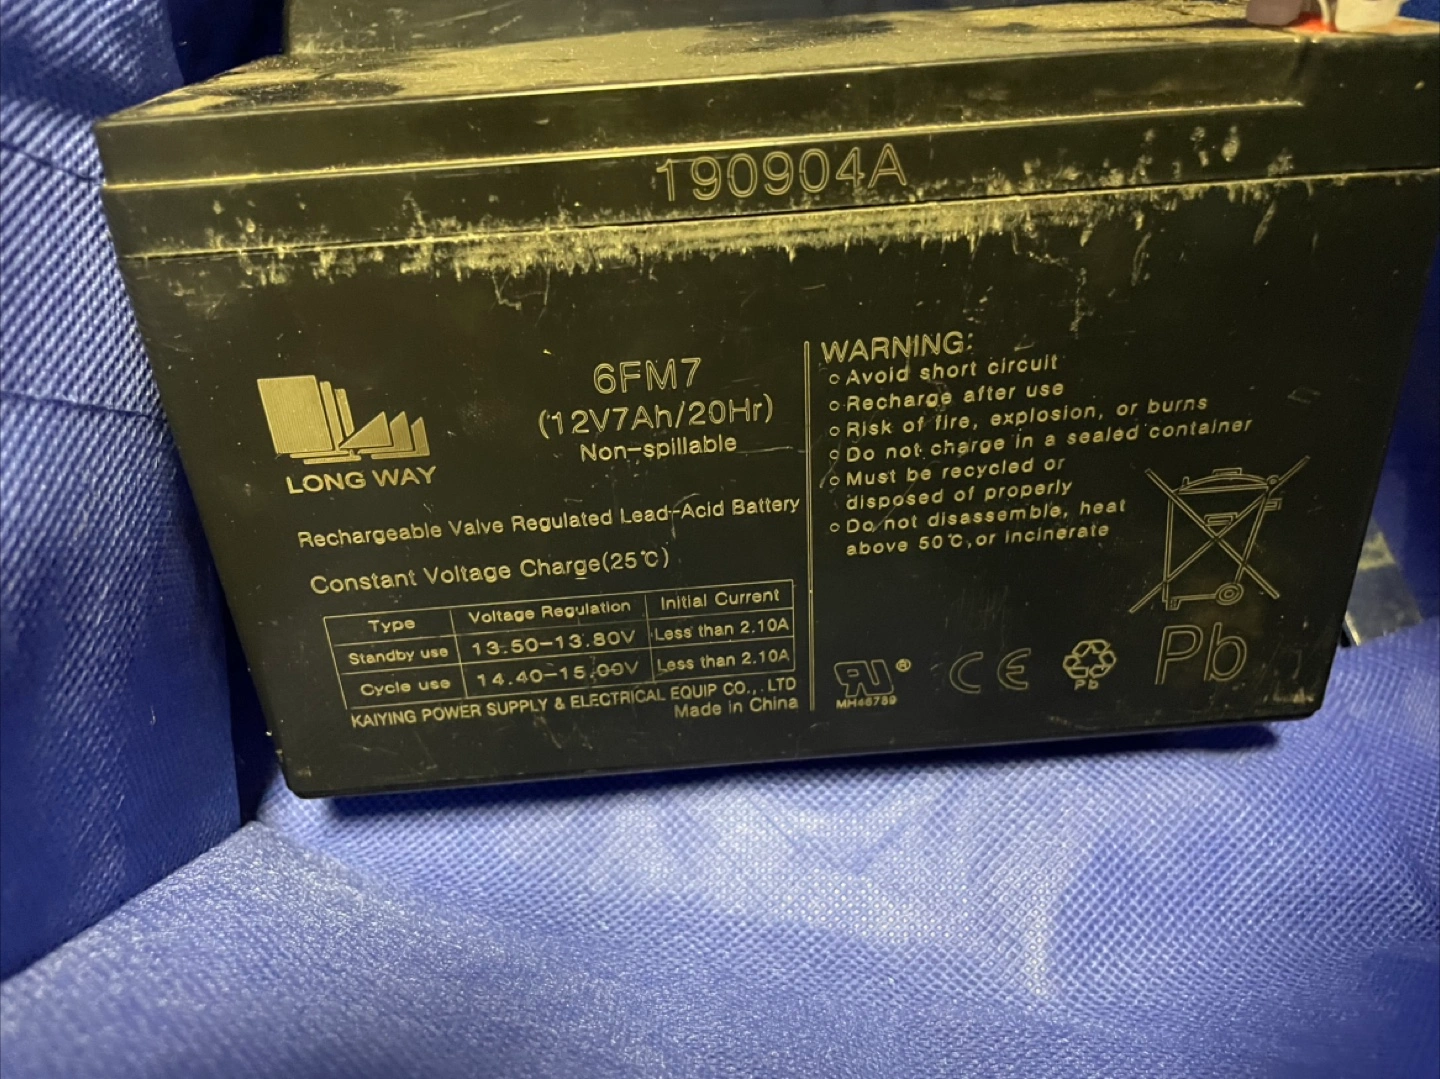 190904A
LONG WAY
6FM7
(12V7Ah/20Hr)
Non-spillable
Rechargeable Valve Regulated Lead-Acid Battery
Constant Voltage Charge(25℃)
Type Voltage Regulation Initial Current
Standby use 13.50-13.80V Less than 2.10A
Cycle use 14.40-15.00V Less than 2.10A
KAIYING POWER SUPPLY & ELECTRICAL EQUIP CO.,.LTD
Made in China
WARNING:
○ Avoid short circuit
○ Recharge after use
○ Risk of fire, explosion, or burns
○ Do not charge in a sealed container
○ Must be recycled or
disposed of properly
○ Do not disassemble, heat
above 50℃,or incinerate
RU®
MH46789
CE
Pb
Pb